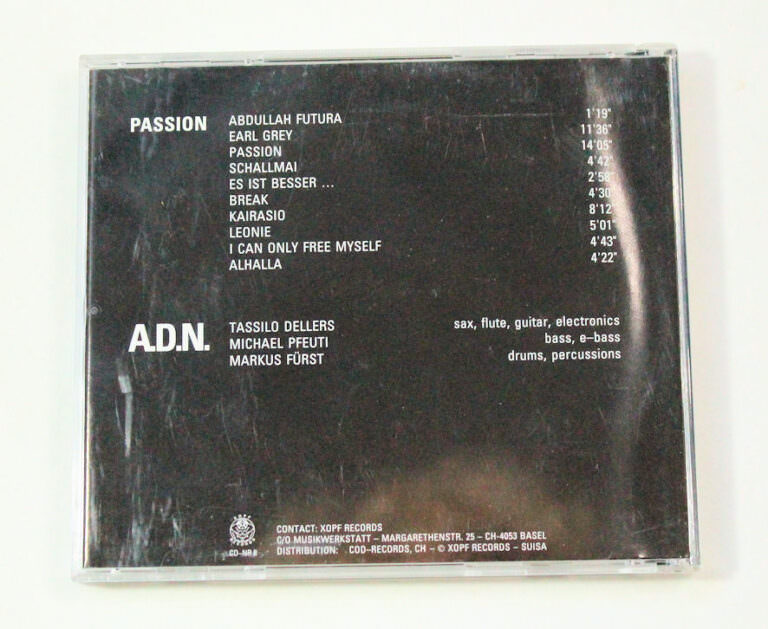 PASSION
ABDULLAH FUTURA 1'19"
EARL GREY 11'36"
PASSION 14'05"
SCHALLMAI 4'42"
ES IST BESSER ... 2'58"
BREAK 4'30"
KAIRASIO 8'12"
LEONIE 5'01"
I CAN ONLY FREE MYSELF 4'43"
ALHALLA 4'22"
A.D.N.
TASSILO DELLERS sax, flute, guitar, electronics
MICHAEL PFEUTI bass, e–bass
MARKUS FÜRST drums, percussions
CONTACT: XOPF RECORDS
C/O MUSIKWERKSTATT – MARGARETHENSTR. 25 – CH-4053 BASEL
CD-NR 8 DISTRIBUTION: COD-RECORDS, CH – © XOPF RECORDS – SUISA